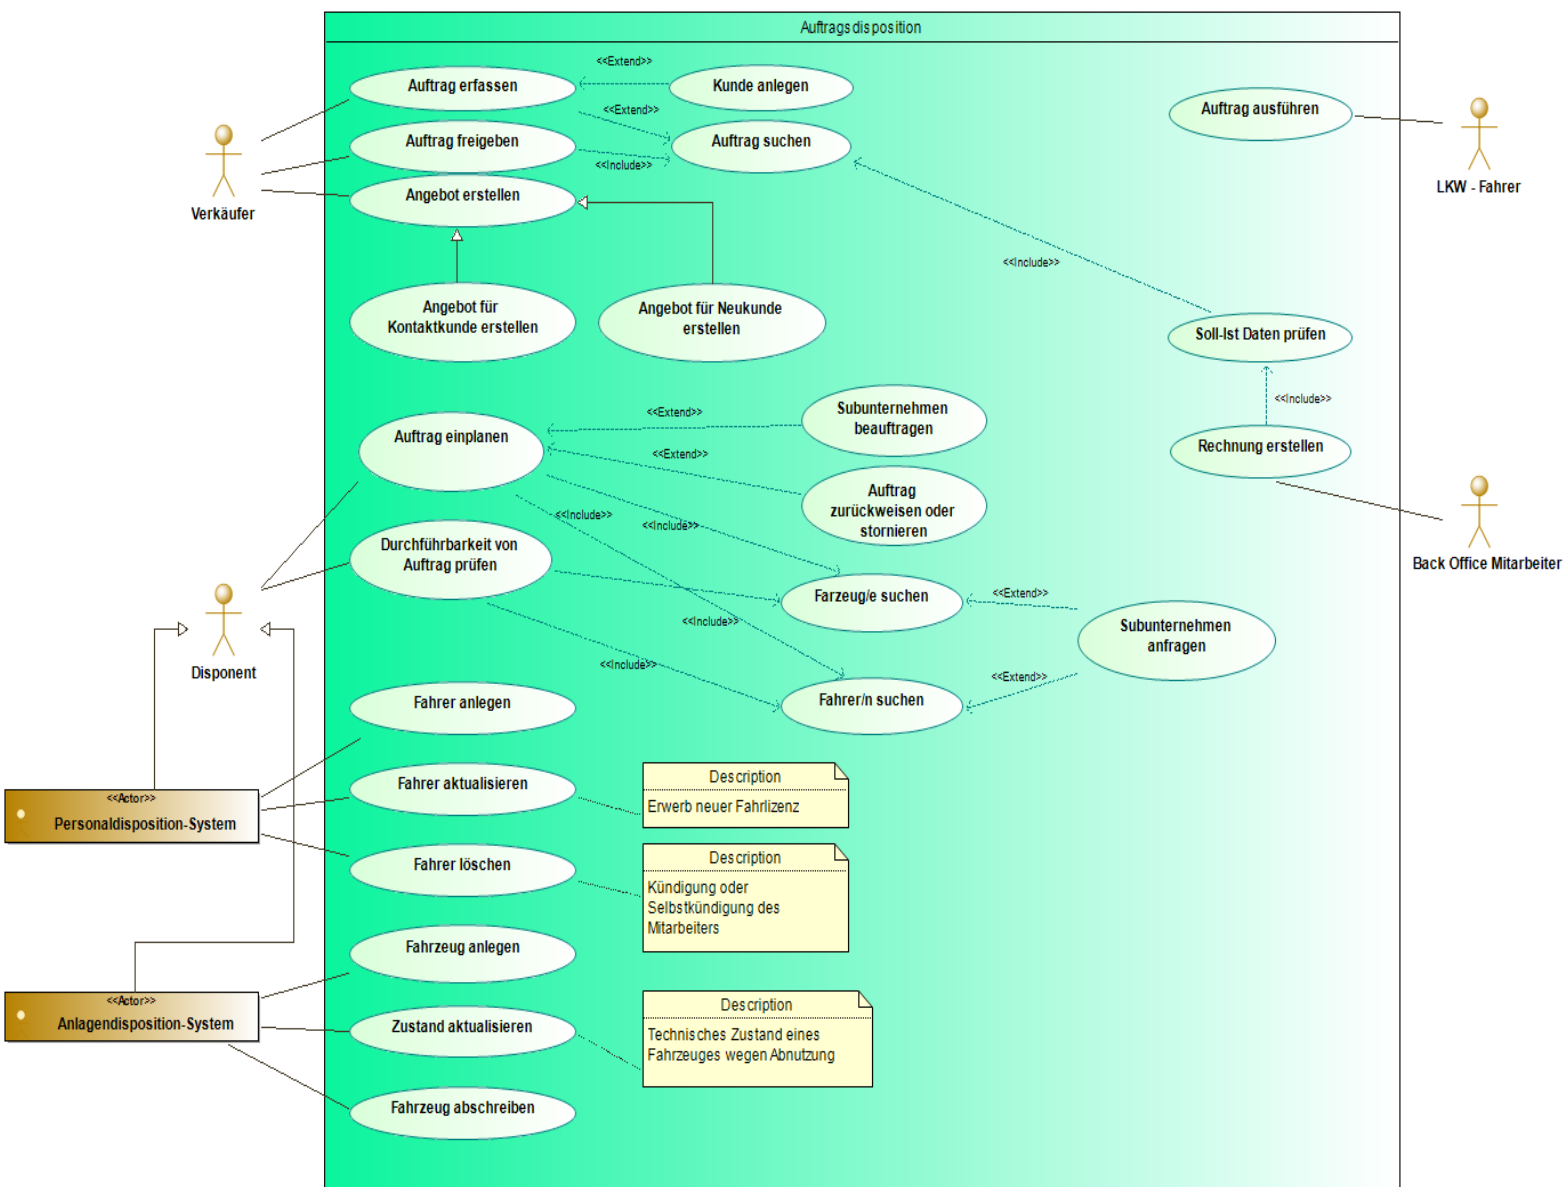 Auftragsdisposition
<<Extend>>
Auftrag erfassen
Kunde anlegen
<<Extend>>
Auftrag ausführen
Auftrag freigeben
Auftrag suchen
<<Include>>
Verkäufer
LKW - Fahrer
Angebot erstellen
<<Include>>
Angebot für
Kontaktkunde erstellen
Angebot für Neukunde
erstellen
Soll-Ist Daten prüfen
<<Include>>
<<Extend>>
Subunternehmen
beauftragen
Auftrag einplanen
Rechnung erstellen
<<Extend>>
Auftrag
zurückweisen oder
stornieren
<<Include>>
<<Include>>
Durchführbarkeit von
Auftrag prüfen
Back Office Mitarbeiter
Farzeug/e suchen
<<Extend>>
<<Include>>
Subunternehmen
anfragen
Disponent
<<Include>>
<<Extend>>
Fahrer anlegen
Fahrer/n suchen
Fahrer aktualisieren
Description
Erwerb neuer Fahrlizenz
<<Actor>>
Personaldisposition-System
Fahrer löschen
Description
Kündigung oder
Selbstkündigung des
Mitarbeiters
Fahrzeug anlegen
<<Actor>>
Anlagendisposition-System
Zustand aktualisieren
Description
Technisches Zustand eines
Fahrzeuges wegen Abnutzung
Fahrzeug abschreiben